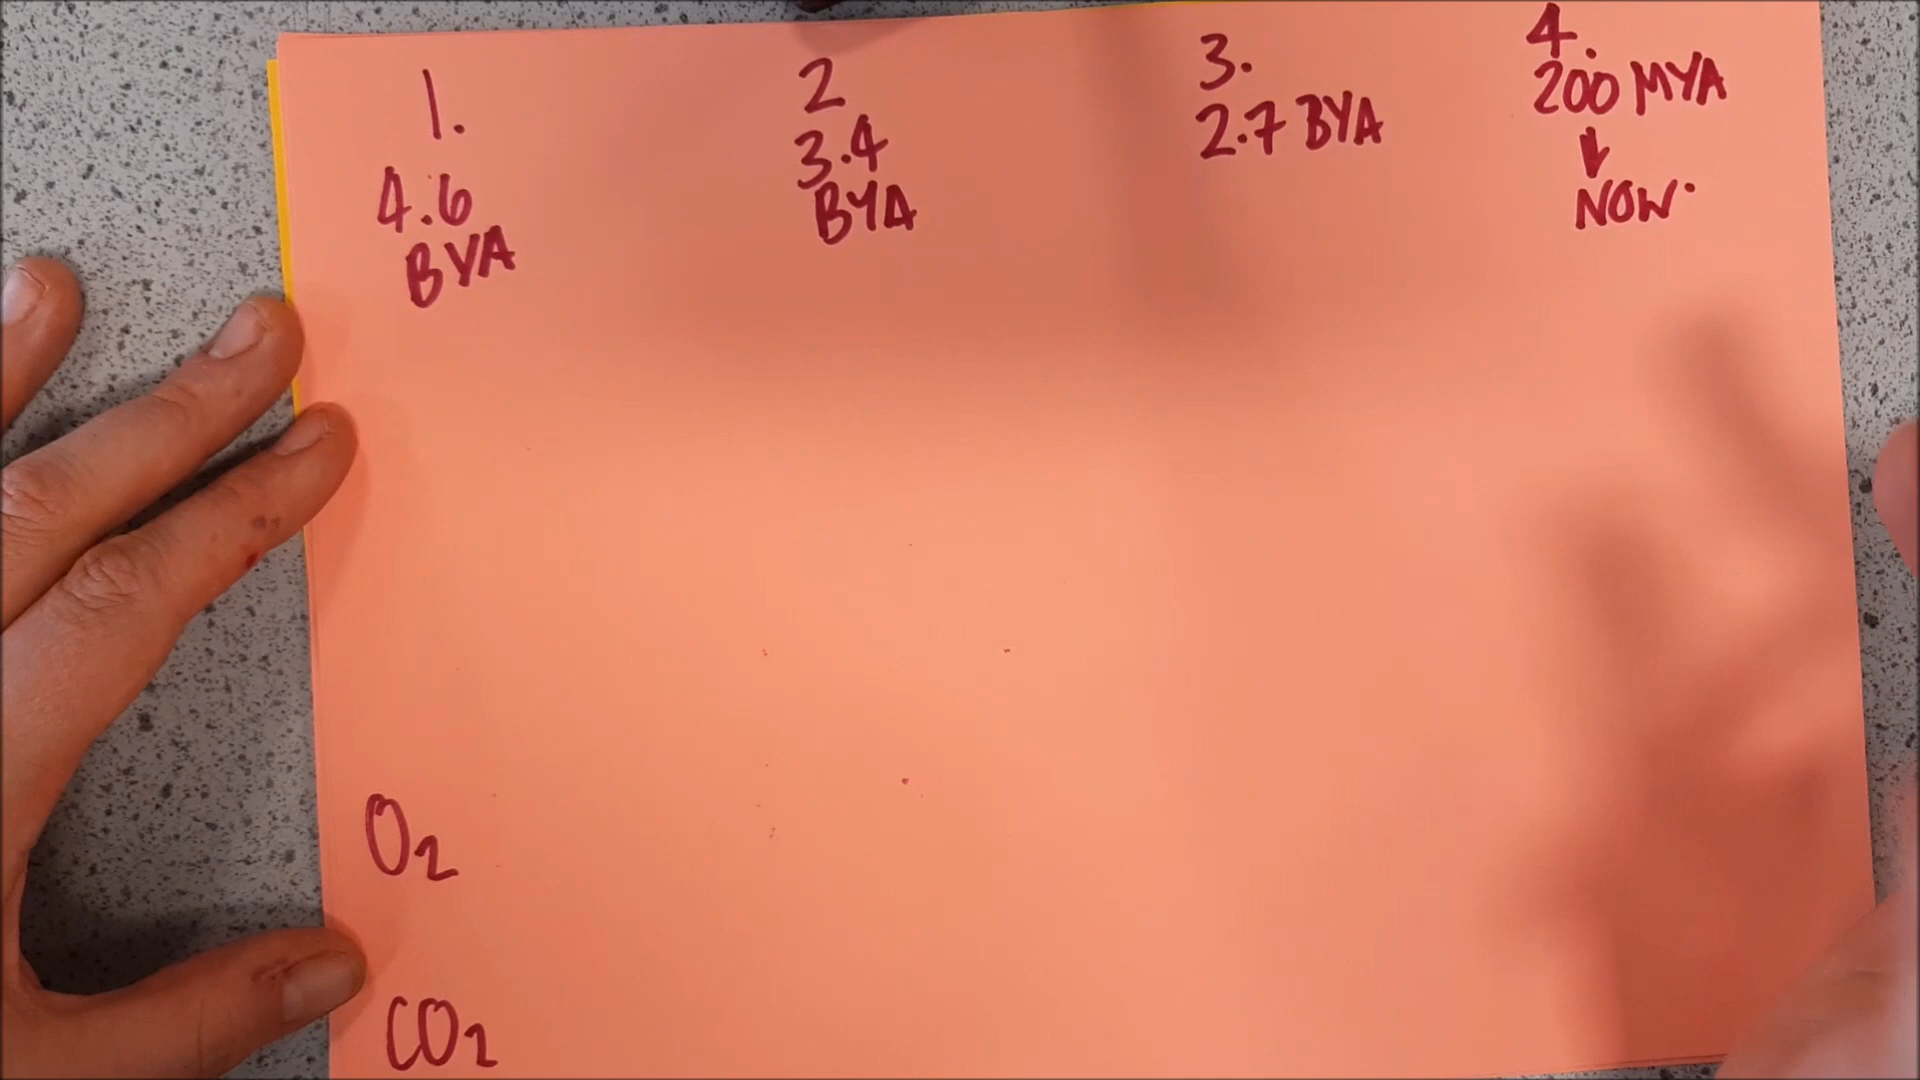 1.
4.6
BYA
2
3.4
BYA
3.
2.7 BYA
4.
200 MYA
↓
NOW.
O₂
CO₂